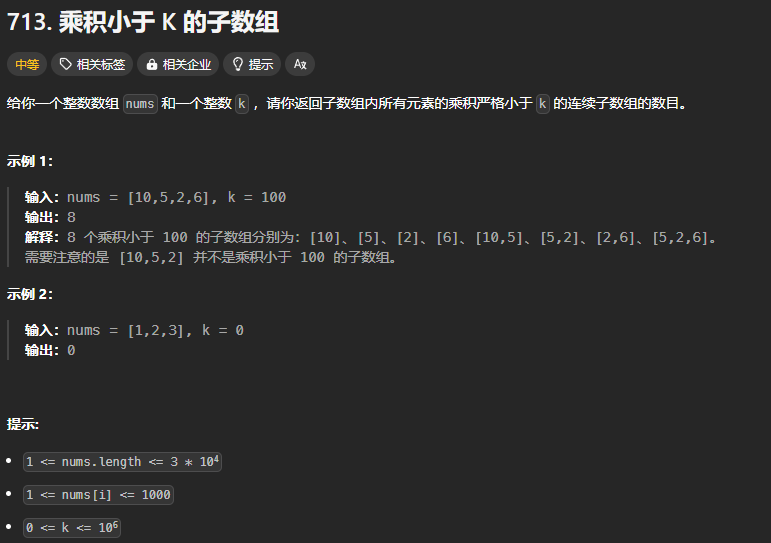 713. 乘积小于 K 的子数组
中等 相关标签 相关企业 提示 Aあ
给你一个整数数组 nums 和一个整数 k ，请你返回子数组内所有元素的乘积严格小于 k 的连续子数组的数目。
示例 1：
输入：nums = [10,5,2,6], k = 100
输出：8
解释：8 个乘积小于 100 的子数组分别为：[10]、[5]、[2]、[6]、[10,5]、[5,2]、[2,6]、[5,2,6]。
需要注意的是 [10,5,2] 并不是乘积小于 100 的子数组。
示例 2：
输入：nums = [1,2,3], k = 0
输出：0
提示:
1 <= nums.length <= 3 * 10⁴
1 <= nums[i] <= 1000
0 <= k <= 10⁶